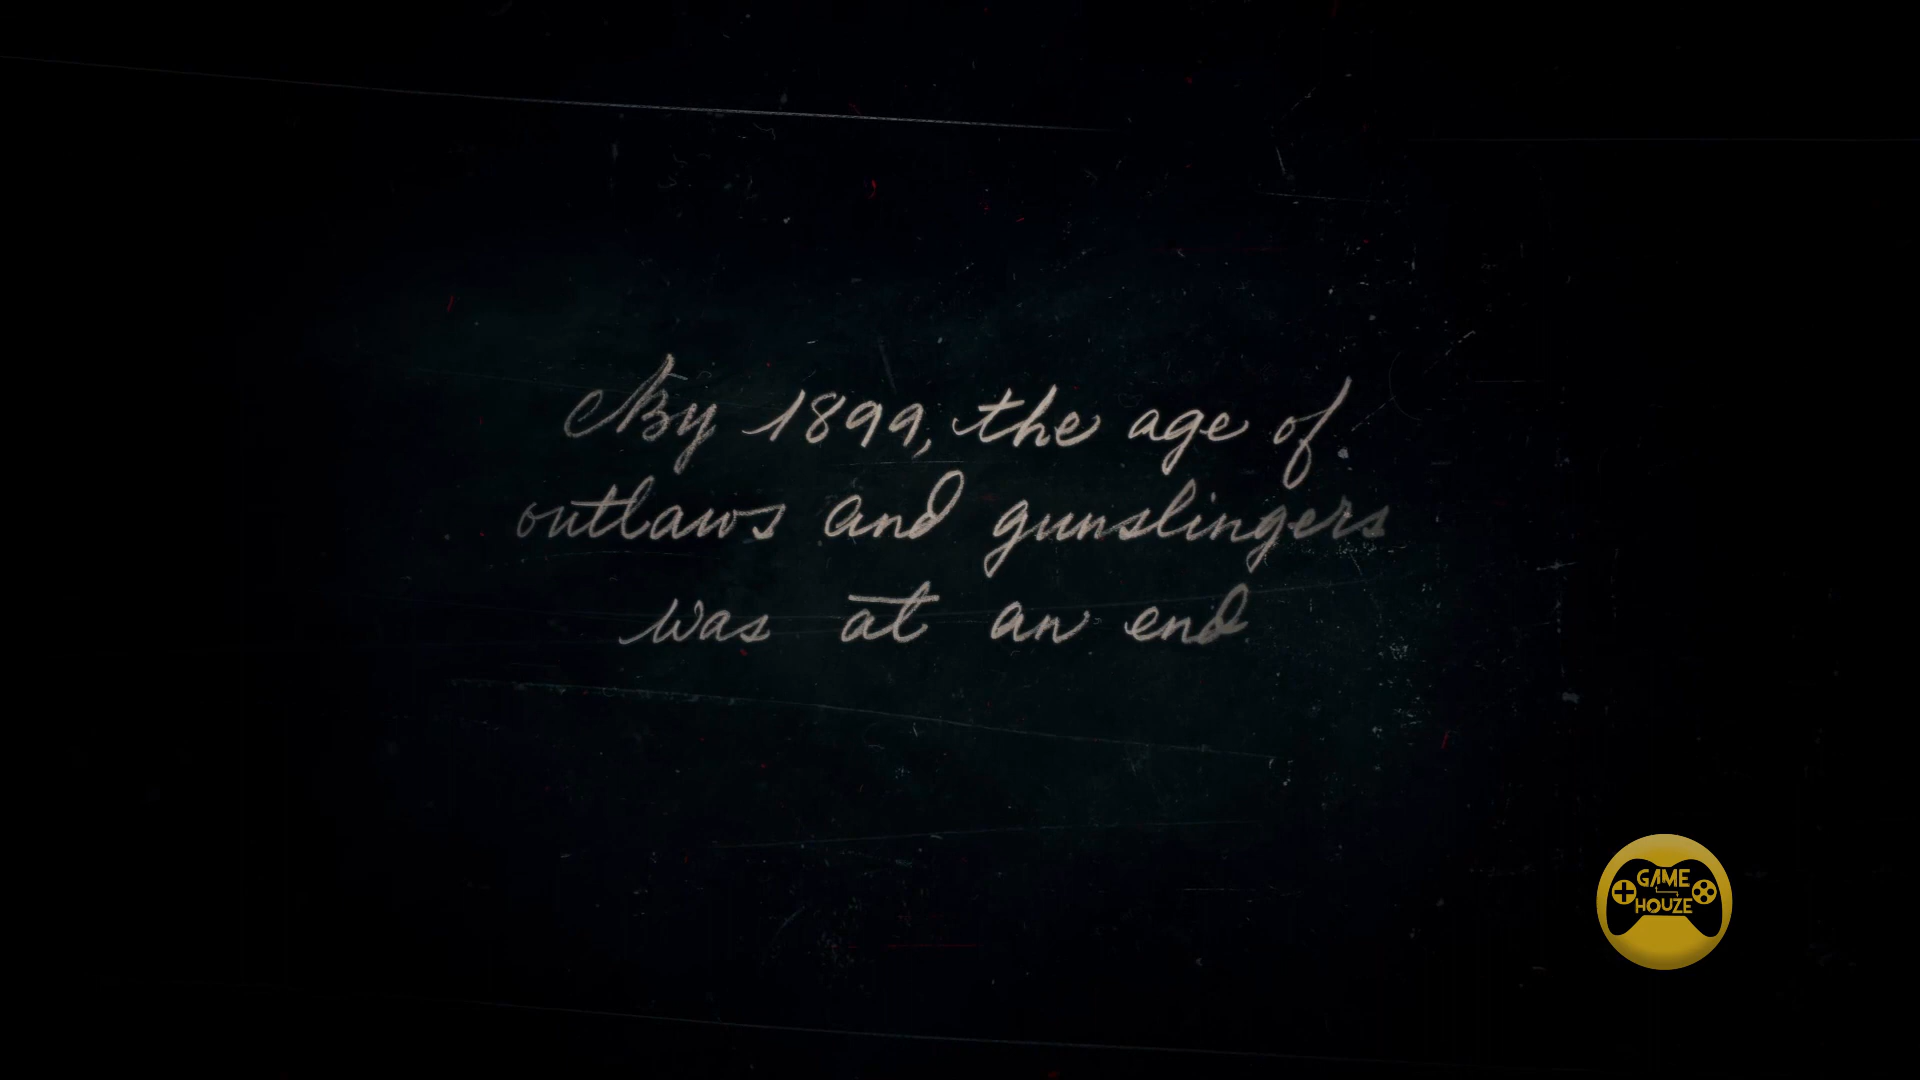 By 1899, the age of
outlaws and gunslingers
was at an end
GAME
HOUZE